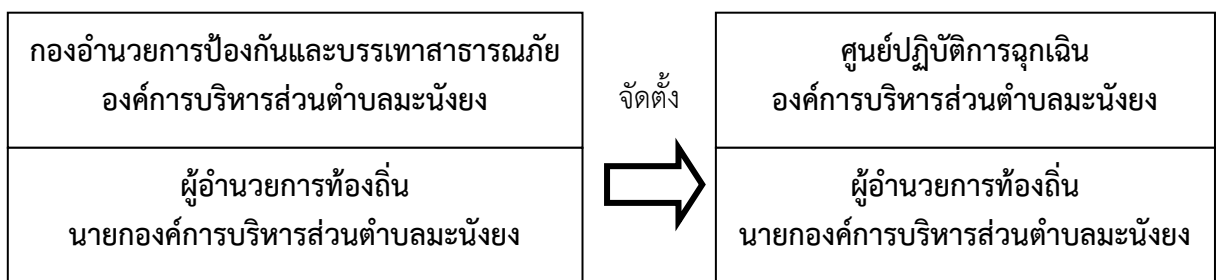 กองอำนวยการป้องกันและบรรเทาสาธารณภัย
องค์การบริหารส่วนตำบลมะนังยง
ผู้อำนวยการท้องถิ่น
นายกองค์การบริหารส่วนตำบลมะนังยง
จัดตั้ง
ศูนย์ปฏิบัติการฉุกเฉิน
องค์การบริหารส่วนตำบลมะนังยง
ผู้อำนวยการท้องถิ่น
นายกองค์การบริหารส่วนตำบลมะนังยง